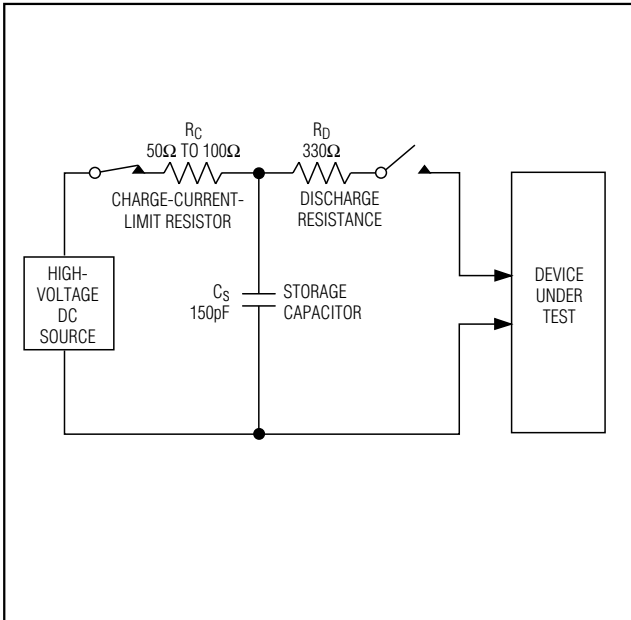 R_C
50Ω TO 100Ω
CHARGE-CURRENT-
LIMIT RESISTOR
R_D
330Ω
DISCHARGE
RESISTANCE
HIGH-
VOLTAGE
DC
SOURCE
C_S
150pF
STORAGE
CAPACITOR
DEVICE
UNDER
TEST